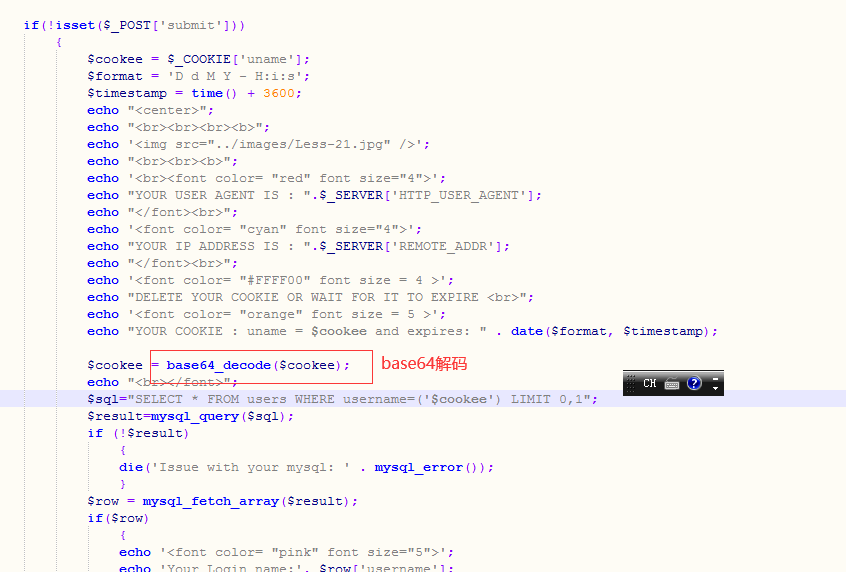 if(!isset($_POST['submit']))
{
$cookee = $_COOKIE['uname'];
$format = 'D d M Y - H:i:s';
$timestamp = time() + 3600;
echo "<center>";
echo "<br><br><br><b>";
echo '<img src="../images/Less-21.jpg" />';
echo "<br><br><b>";
echo '<br><font color= "red" font size="4">';
echo "YOUR USER AGENT IS : ".$_SERVER['HTTP_USER_AGENT'];
echo "</font><br>";
echo '<font color= "cyan" font size="4">';
echo "YOUR IP ADDRESS IS : ".$_SERVER['REMOTE_ADDR'];
echo "</font><br>";
echo '<font color= "#FFFF00" font size = 4 >';
echo "DELETE YOUR COOKIE OR WAIT FOR IT TO EXPIRE <br>";
echo '<font color= "orange" font size = 5 >';
echo "YOUR COOKIE : uname = $cookee and expires: " . date($format, $timestamp);
$cookee = base64_decode($cookee); base64解码
echo "<br></font>";
CH
$sql="SELECT * FROM users WHERE username=('$cookee') LIMIT 0,1";
$result=mysql_query($sql);
if (!$result)
{
die('Issue with your mysql: ' . mysql_error());
}
$row = mysql_fetch_array($result);
if($row)
{
echo '<font color= "pink" font size="5">';
echo 'Your Login name:'. $row['username'];